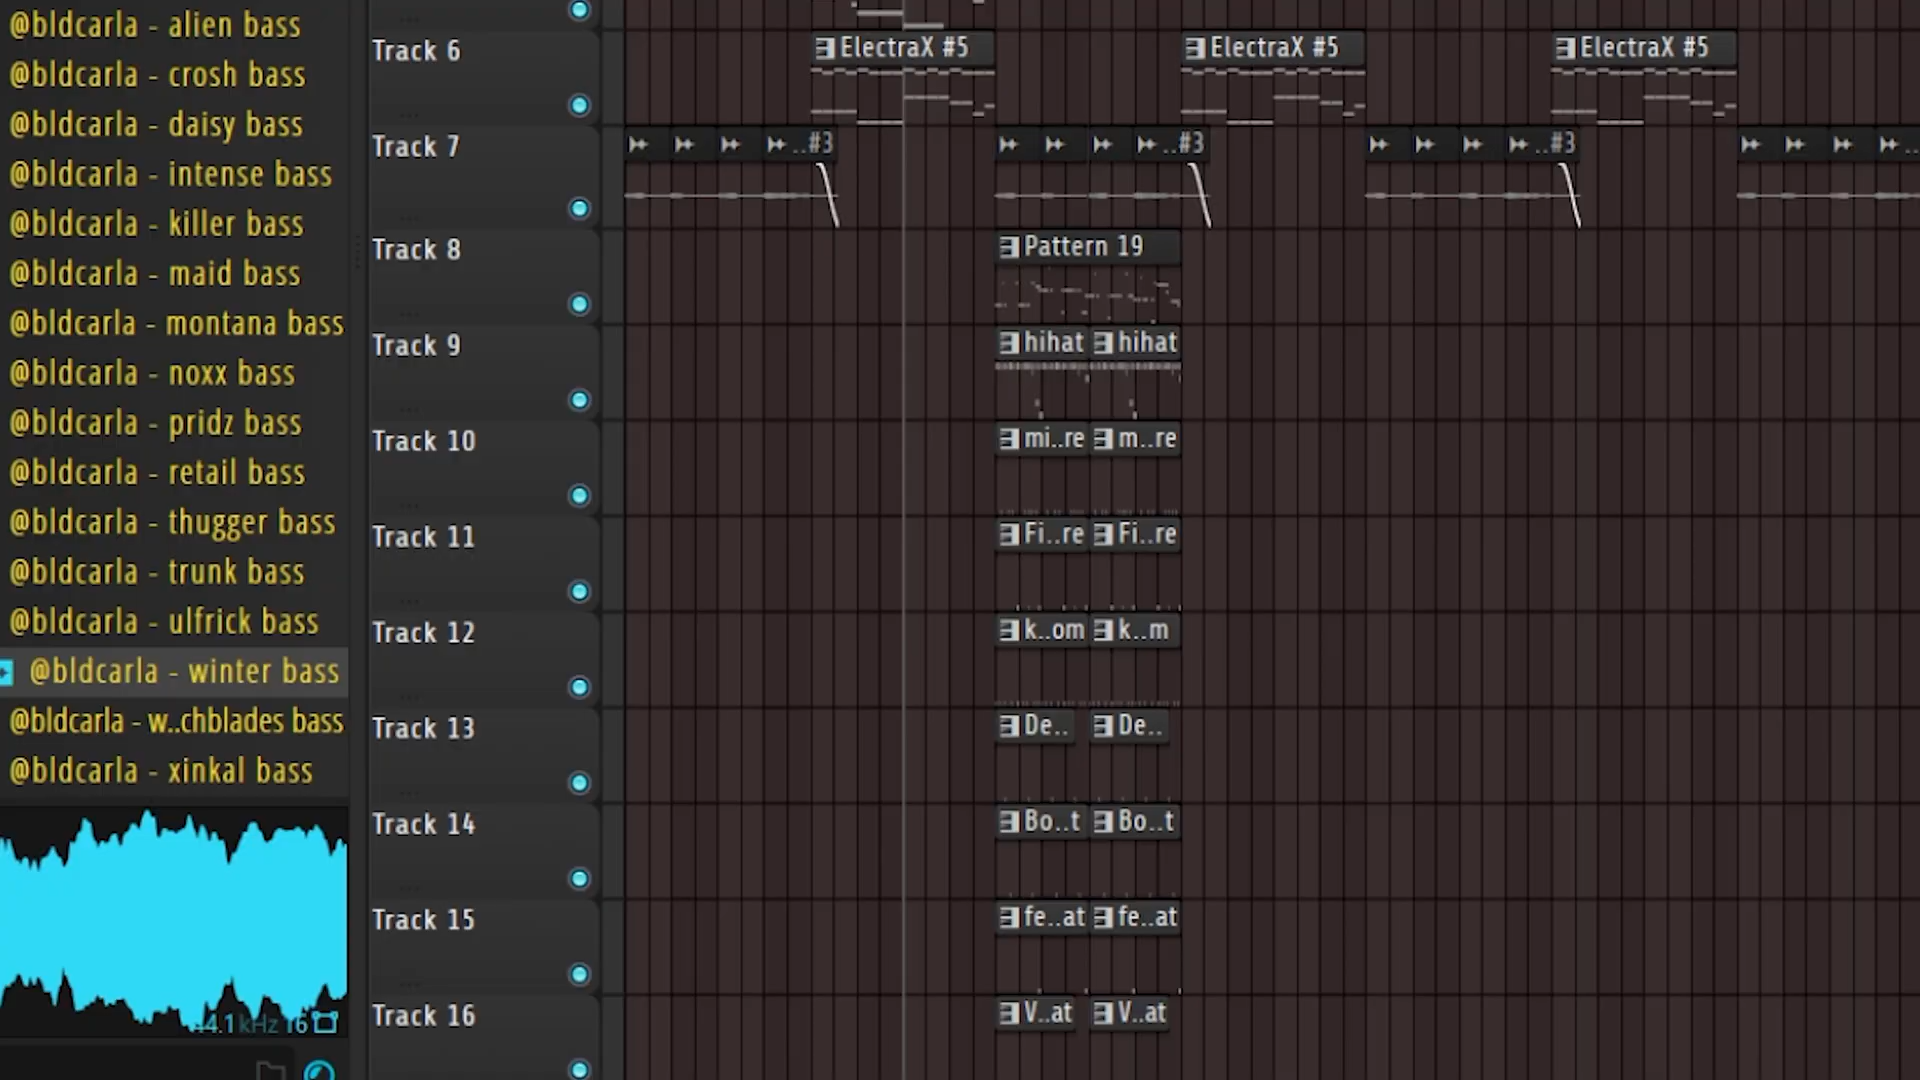 @bldcarla - alien bass
@bldcarla - crosh bass
@bldcarla - daisy bass
@bldcarla - intense bass
@bldcarla - killer bass
@bldcarla - maid bass
@bldcarla - montana bass
@bldcarla - noxx bass
@bldcarla - pridz bass
@bldcarla - retail bass
@bldcarla - thugger bass
@bldcarla - trunk bass
@bldcarla - ulfrick bass
@bldcarla - winter bass
@bldcarla - w..chblades bass
@bldcarla - xinkal bass
44.1kHz 16
Track 6
ElectraX #5 ElectraX #5 ElectraX #5
Track 7
..#3 ..#3 ..#3 ..
Track 8
Pattern 19
Track 9
hihat hihat
Track 10
mi..re m..re
Track 11
Fi..re Fi..re
Track 12
k..om k..m
Track 13
De.. De..
Track 14
Bo..t Bo..t
Track 15
fe..at fe..at
Track 16
V..at V..at